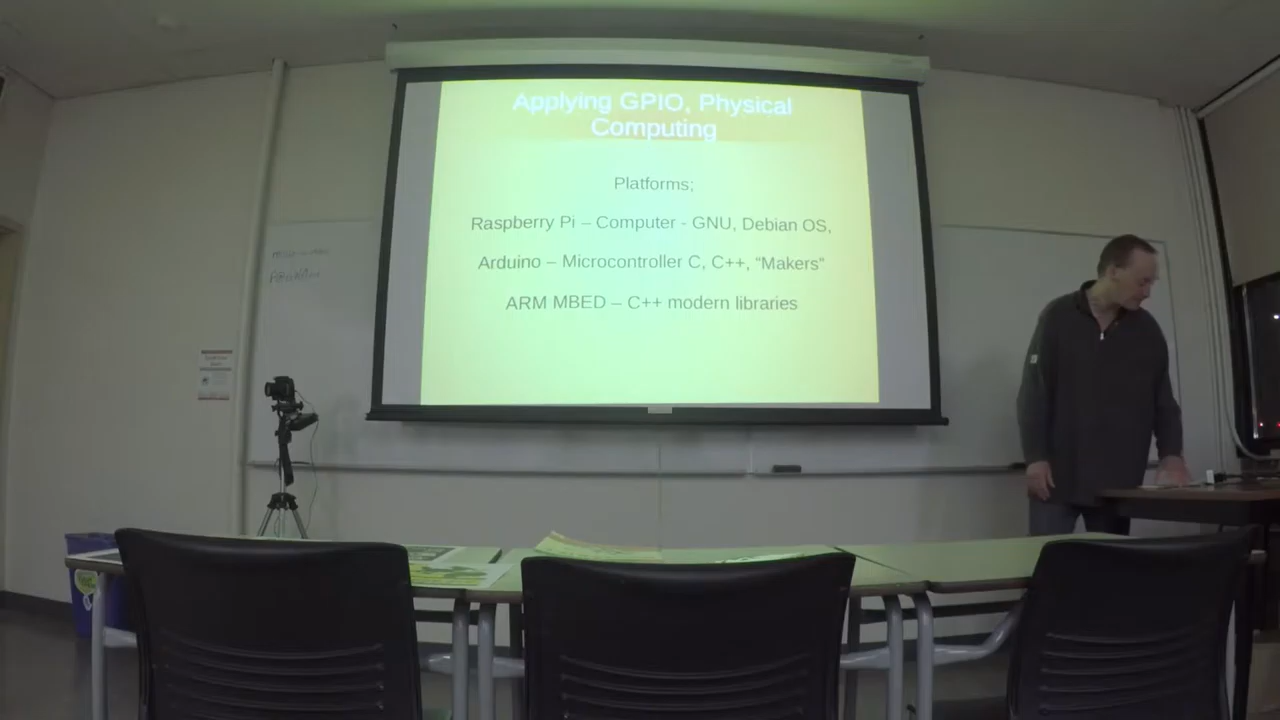 Applying GPIO, Physical
Computing
Platforms;
Raspberry Pi – Computer - GNU, Debian OS,
Arduino – Microcontroller C, C++, "Makers"
ARM MBED – C++ modern libraries